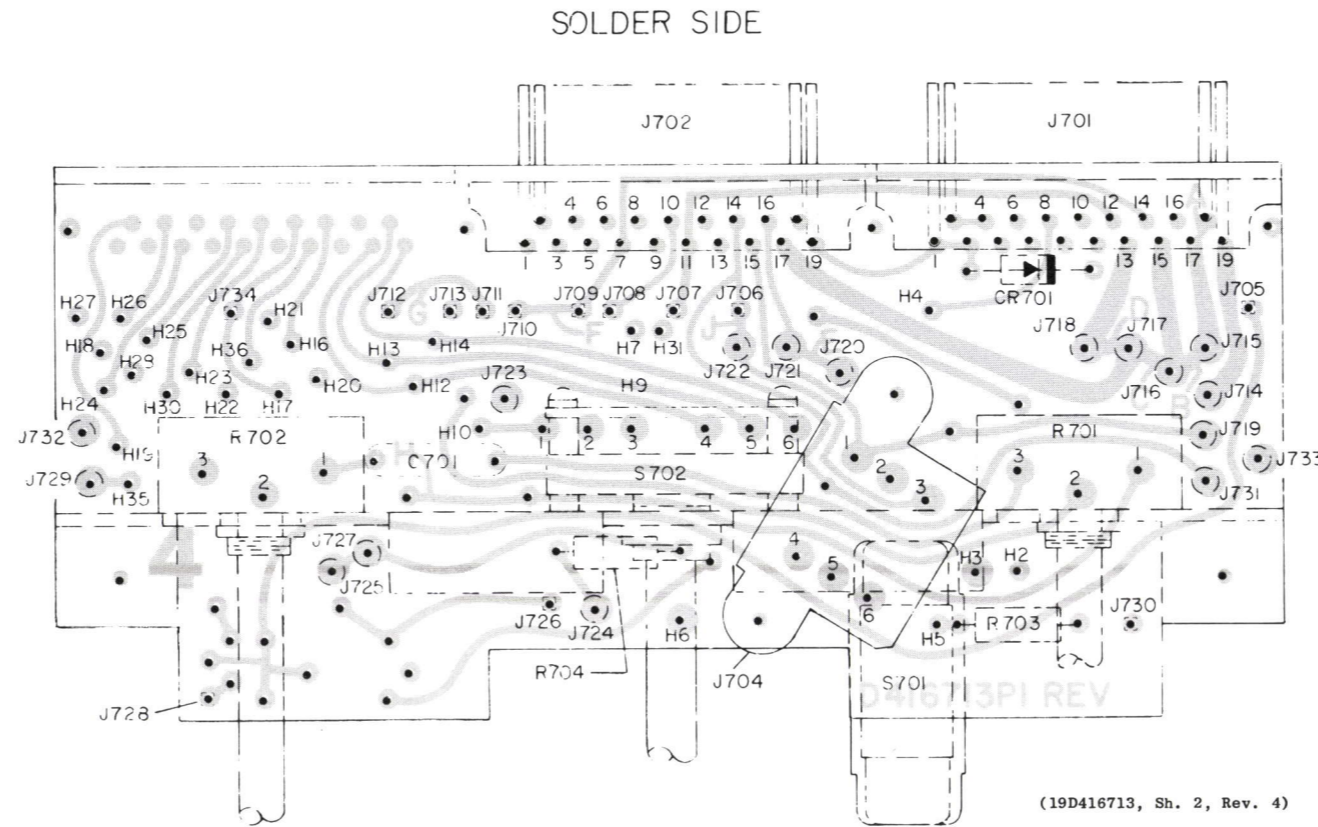 SOLDER SIDE
J702 J701
4 6 8 10 12 14 16 4 6 8 10 12 14 16 A
1 3 5 7 9 11 13 15 17 19 1 13 15 17 19
CR701
H27 H26 J734 H21 J712 J713 J711 J710 J709 J708 J707 J706 H4 J705
G F J E D
H25 H16 H14 H7 H31 J718 J717 J715
H18 H29 H36 H13 J722 J721 J720 J716
H23 H20 H12 J723 H9 C B J714
H24 H30 H22 H17
J732 R702 H10 2 3 4 5 6 R701 J719
H19 3 2 1 H C701 S702 1 2 3 3 2 1 J733
J729 H35 J731
4 J727 4 5 H3 H2
J725 J726 J724 H6 6 H5 R703 J730
R704 J704 S701
J728 D416713P1 REV
(19D416713, Sh. 2, Rev. 4)